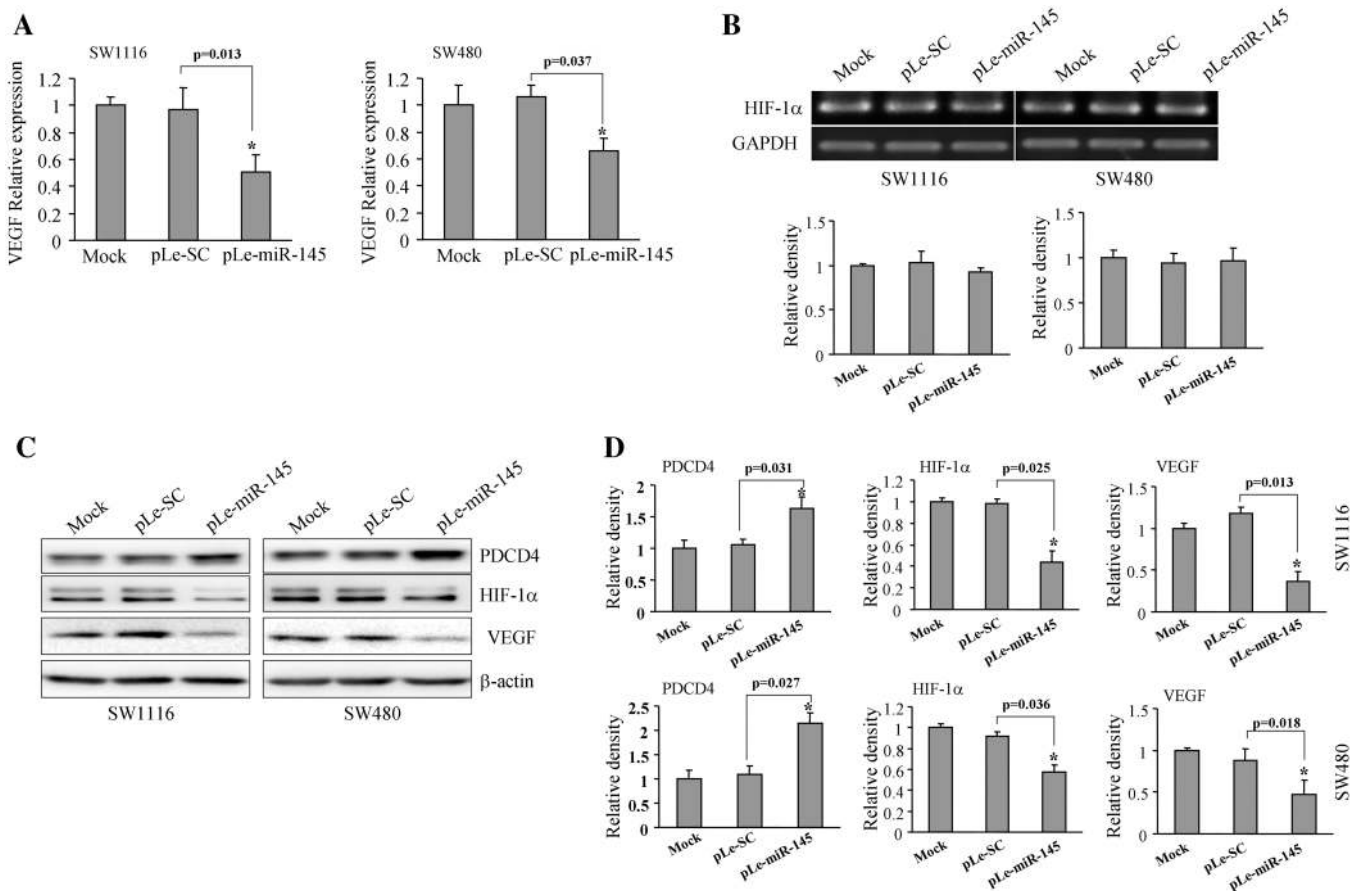 A
SW1116
p=0.013
VEGF Relative expression
1.2
1
0.8
0.6
0.4
0.2
0
*
Mock pLe-SC pLe-miR-145
SW480
p=0.037
VEGF Relative expression
1.2
1
0.8
0.6
0.4
0.2
0
*
Mock pLe-SC pLe-miR-145
B
Mock pLe-SC pLe-miR-145 Mock pLe-SC pLe-miR-145
HIF-1α
GAPDH
SW1116 SW480
Relative density
1.5
1
0.5
0
Mock pLe-SC pLe-miR-145
Relative density
1.5
1
0.5
0
Mock pLe-SC pLe-miR-145
C
Mock pLe-SC pLe-miR-145 Mock pLe-SC pLe-miR-145
PDCD4
HIF-1α
VEGF
β-actin
SW1116 SW480
D
PDCD4
p=0.031
Relative density
2
1.5
1
0.5
0
*
Mock pLe-SC pLe-miR-145
HIF-1α
p=0.025
Relative density
1.2
1
0.8
0.6
0.4
0.2
0
*
Mock pLe-SC pLe-miR-145
VEGF
p=0.013
Relative density
1.5
1
0.5
0
*
Mock pLe-SC pLe-miR-145
SW1116
PDCD4
p=0.027
Relative density
2.5
2
1.5
1
0.5
0
*
Mock pLe-SC pLe-miR-145
HIF-1α
p=0.036
Relative density
1.2
1
0.8
0.6
0.4
0.2
0
*
Mock pLe-SC pLe-miR-145
VEGF
p=0.018
Relative density
1.5
1
0.5
0
*
Mock pLe-SC pLe-miR-145
SW480